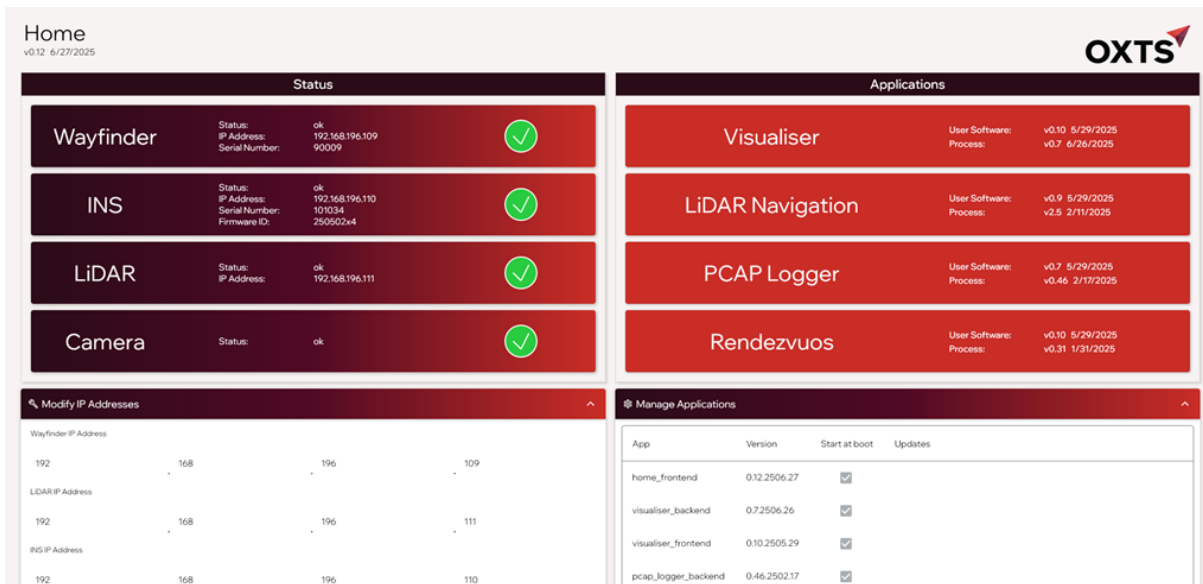 Home
v0.12 6/27/2025
OXTS
Status
Wayfinder
Status: ok
IP Address: 192.168.196.109
Serial Number: 90009
INS
Status: ok
IP Address: 192.168.196.110
Serial Number: 101034
Firmware ID: 250502x4
LiDAR
Status: ok
IP Address: 192.168.196.111
Camera
Status: ok
Applications
Visualiser
User Software: v0.10 5/29/2025
Process: v0.7 6/26/2025
LiDAR Navigation
User Software: v0.9 5/29/2025
Process: v2.5 2/11/2025
PCAP Logger
User Software: v0.7 5/29/2025
Process: v0.46 2/17/2025
Rendezvuos
User Software: v0.10 5/29/2025
Process: v0.31 1/31/2025
Modify IP Addresses
Wayfinder IP Address
192 . 168 . 196 . 109
LiDAR IP Address
192 . 168 . 196 . 111
INS IP Address
192 168 196 110
Manage Applications
App Version Start at boot Updates
home_frontend 0.12.2506.27
visualiser_backend 0.7.2506.26
visualiser_frontend 0.10.2505.29
pcap_logger_backend 0.46.2502.17